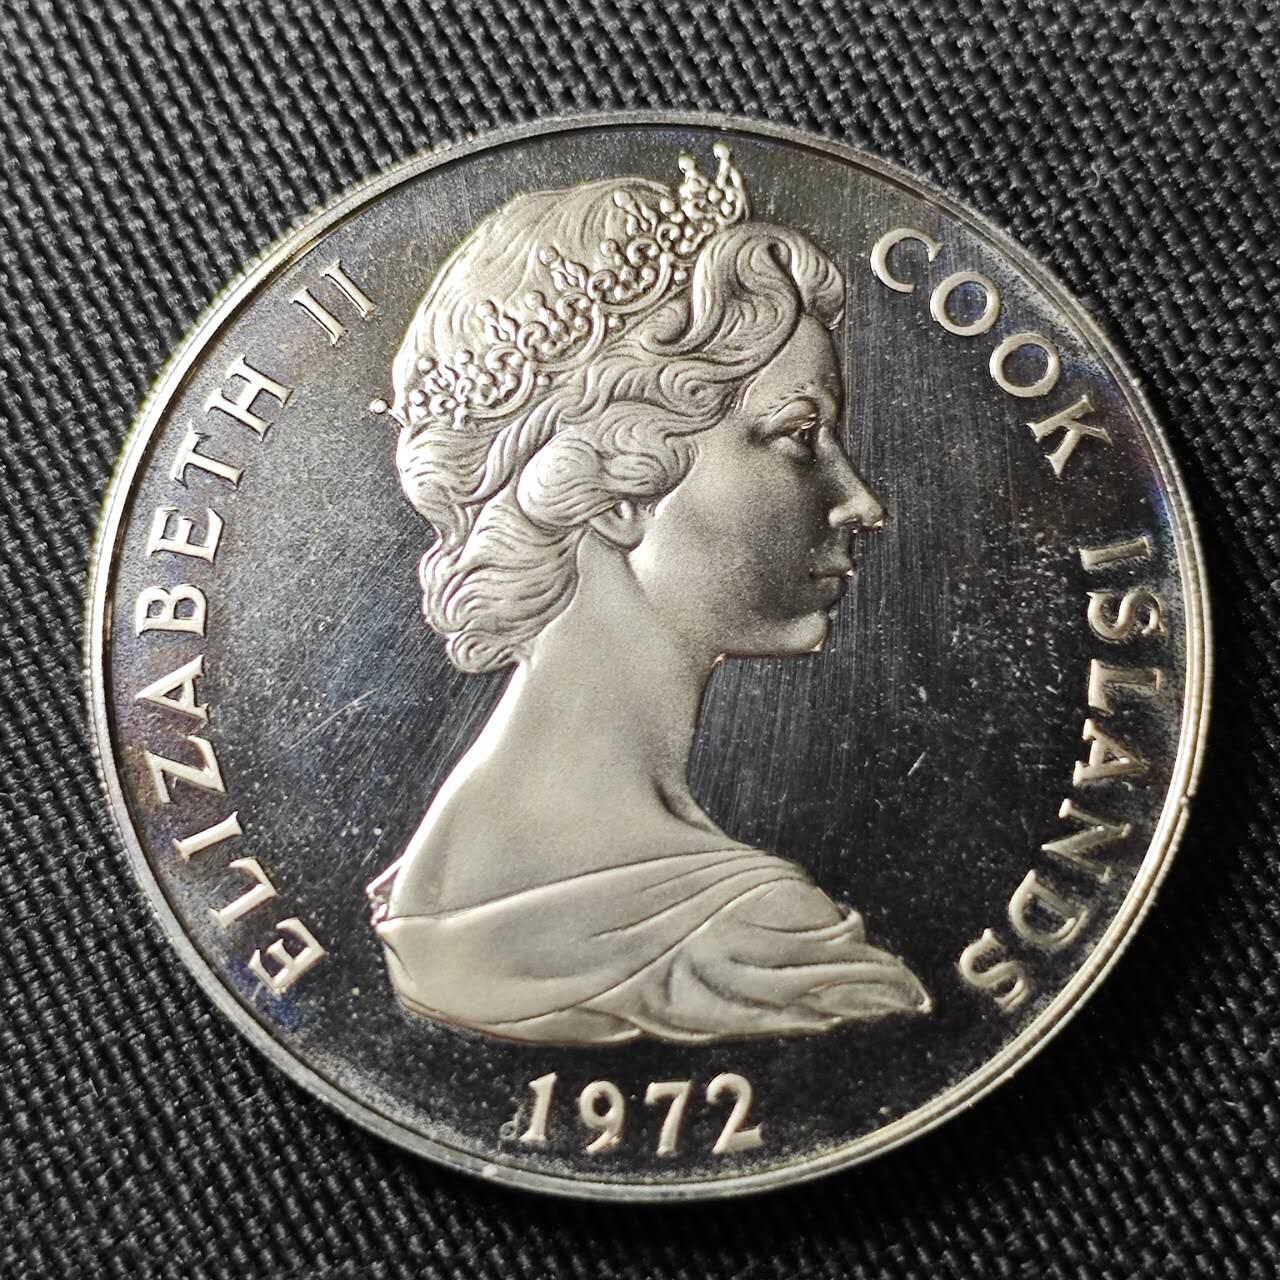 ELIZABETH II
COOK ISLANDS
1972